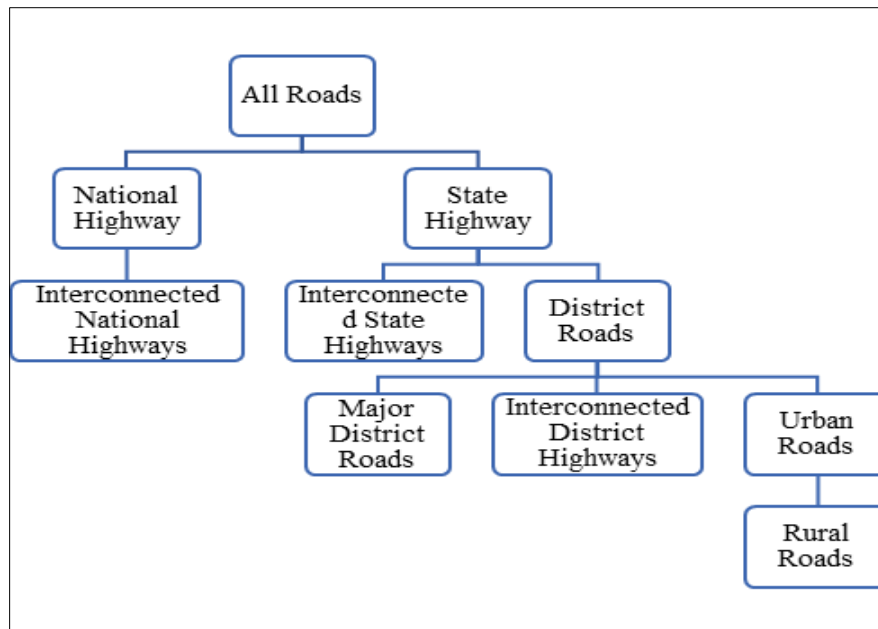 All Roads
National
Highway
State
Highway
Interconnected
National
Highways
Interconnecte
d State
Highways
District
Roads
Major
District
Roads
Interconnected
District
Highways
Urban
Roads
Rural
Roads